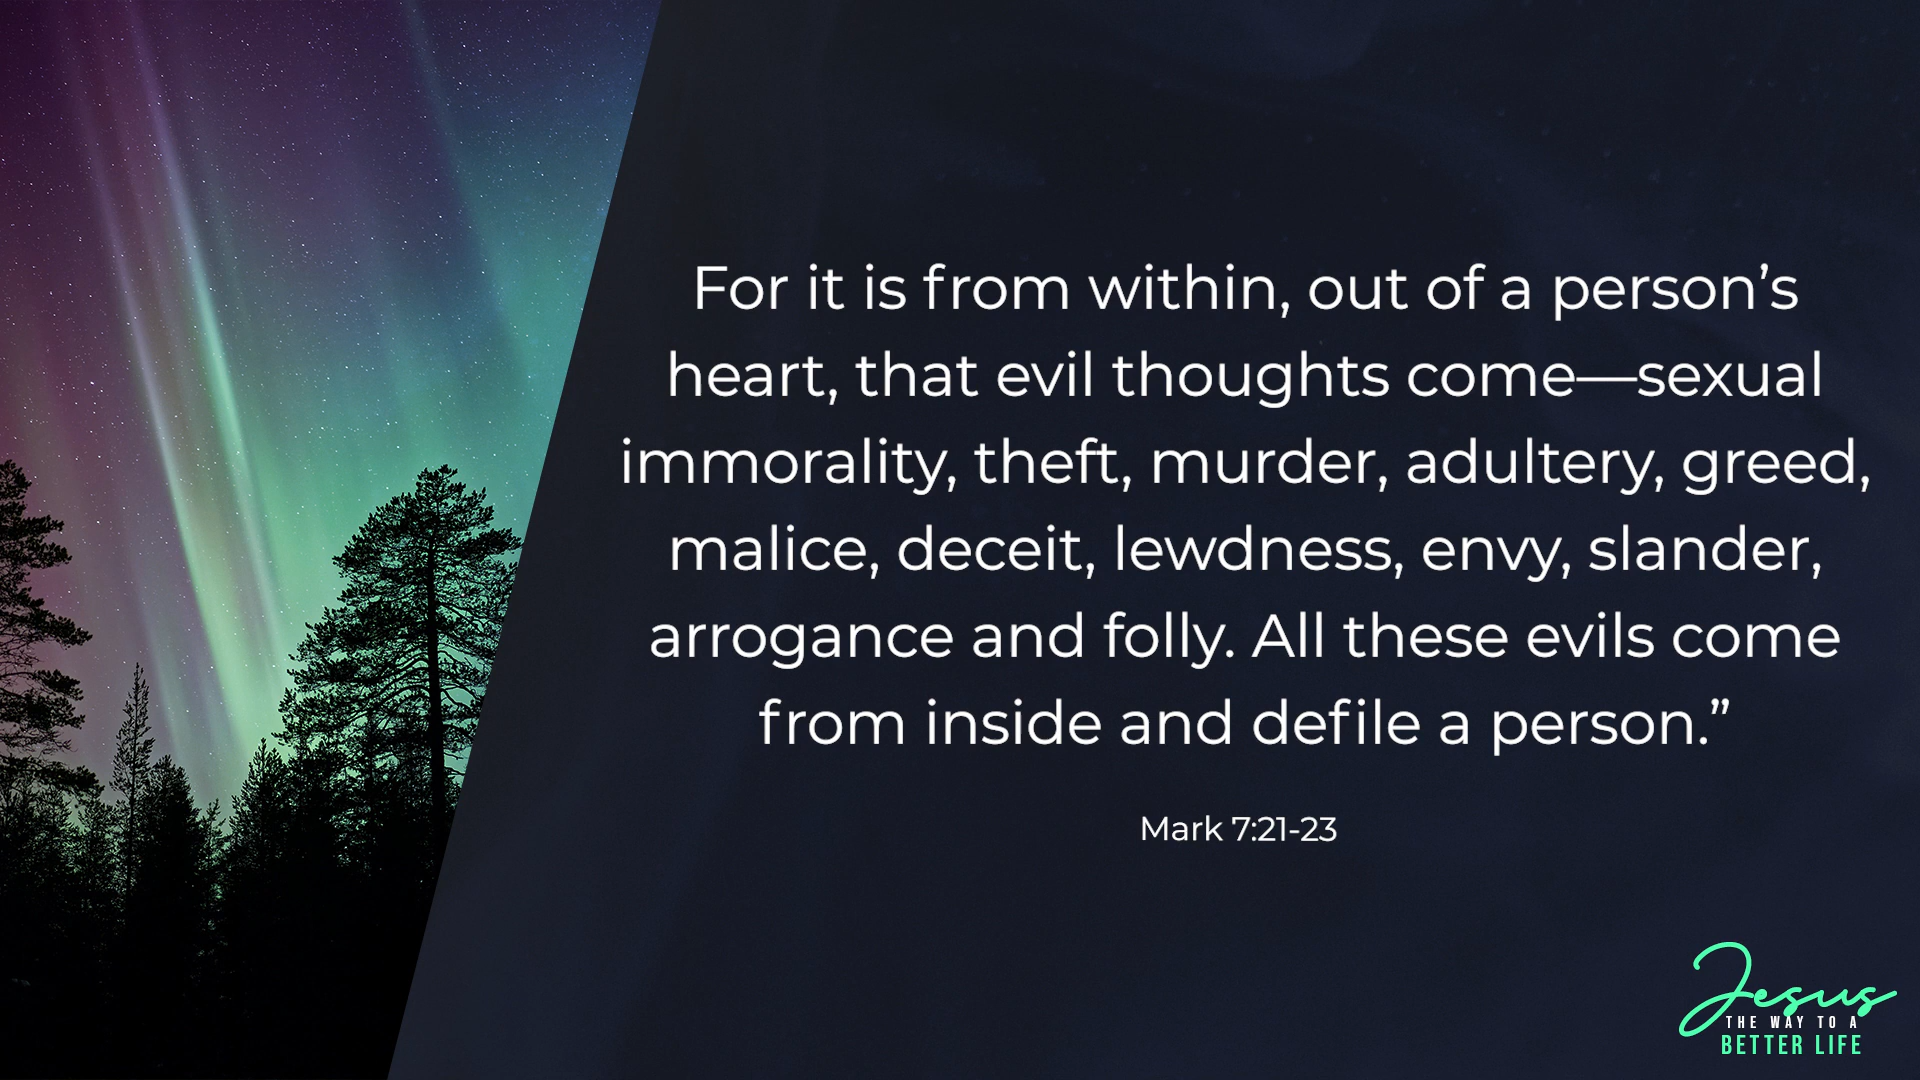 For it is from within, out of a person’s
heart, that evil thoughts come—sexual
immorality, theft, murder, adultery, greed,
malice, deceit, lewdness, envy, slander,
arrogance and folly. All these evils come
from inside and defile a person.”
Mark 7:21-23
Jesus
THE WAY TO A
BETTER LIFE